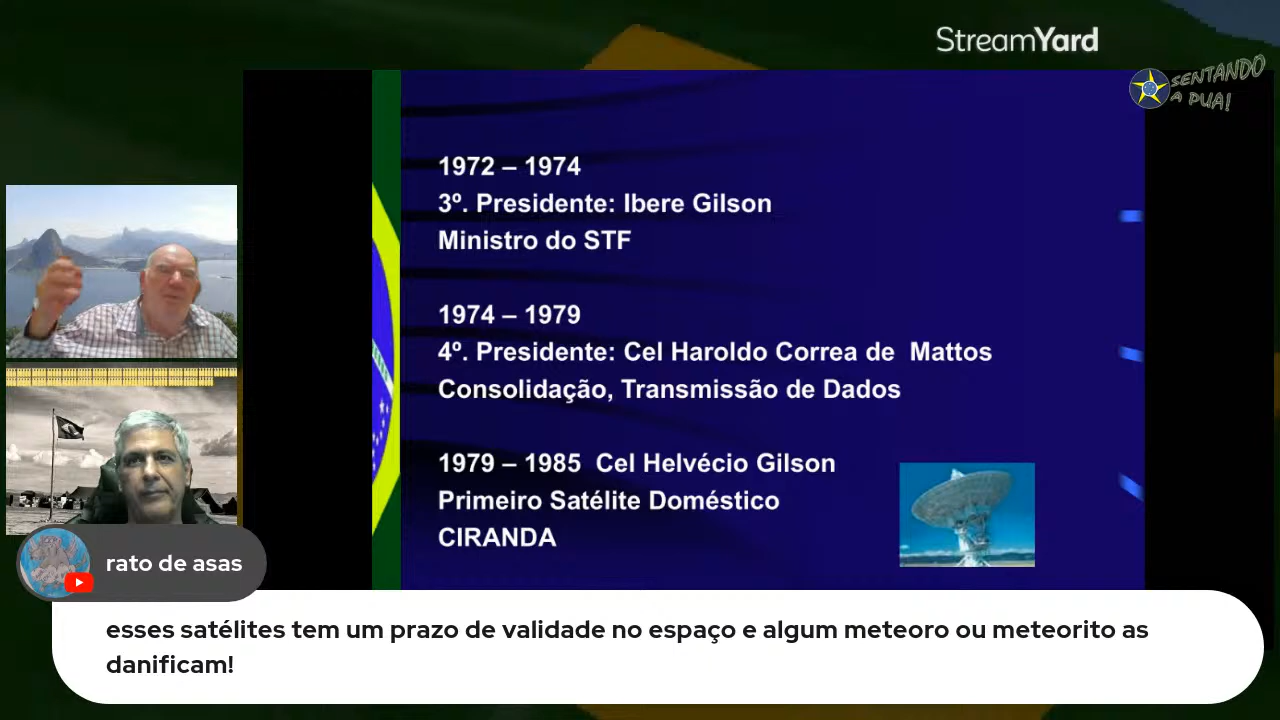 StreamYard
SENTANDO
A PUA!
1972 – 1974
3º. Presidente: Ibere Gilson
Ministro do STF
1974 – 1979
4º. Presidente: Cel Haroldo Correa de Mattos
Consolidação, Transmissão de Dados
1979 – 1985 Cel Helvécio Gilson
Primeiro Satélite Doméstico
CIRANDA
rato de asas
esses satélites tem um prazo de validade no espaço e algum meteoro ou meteorito as
danificam!